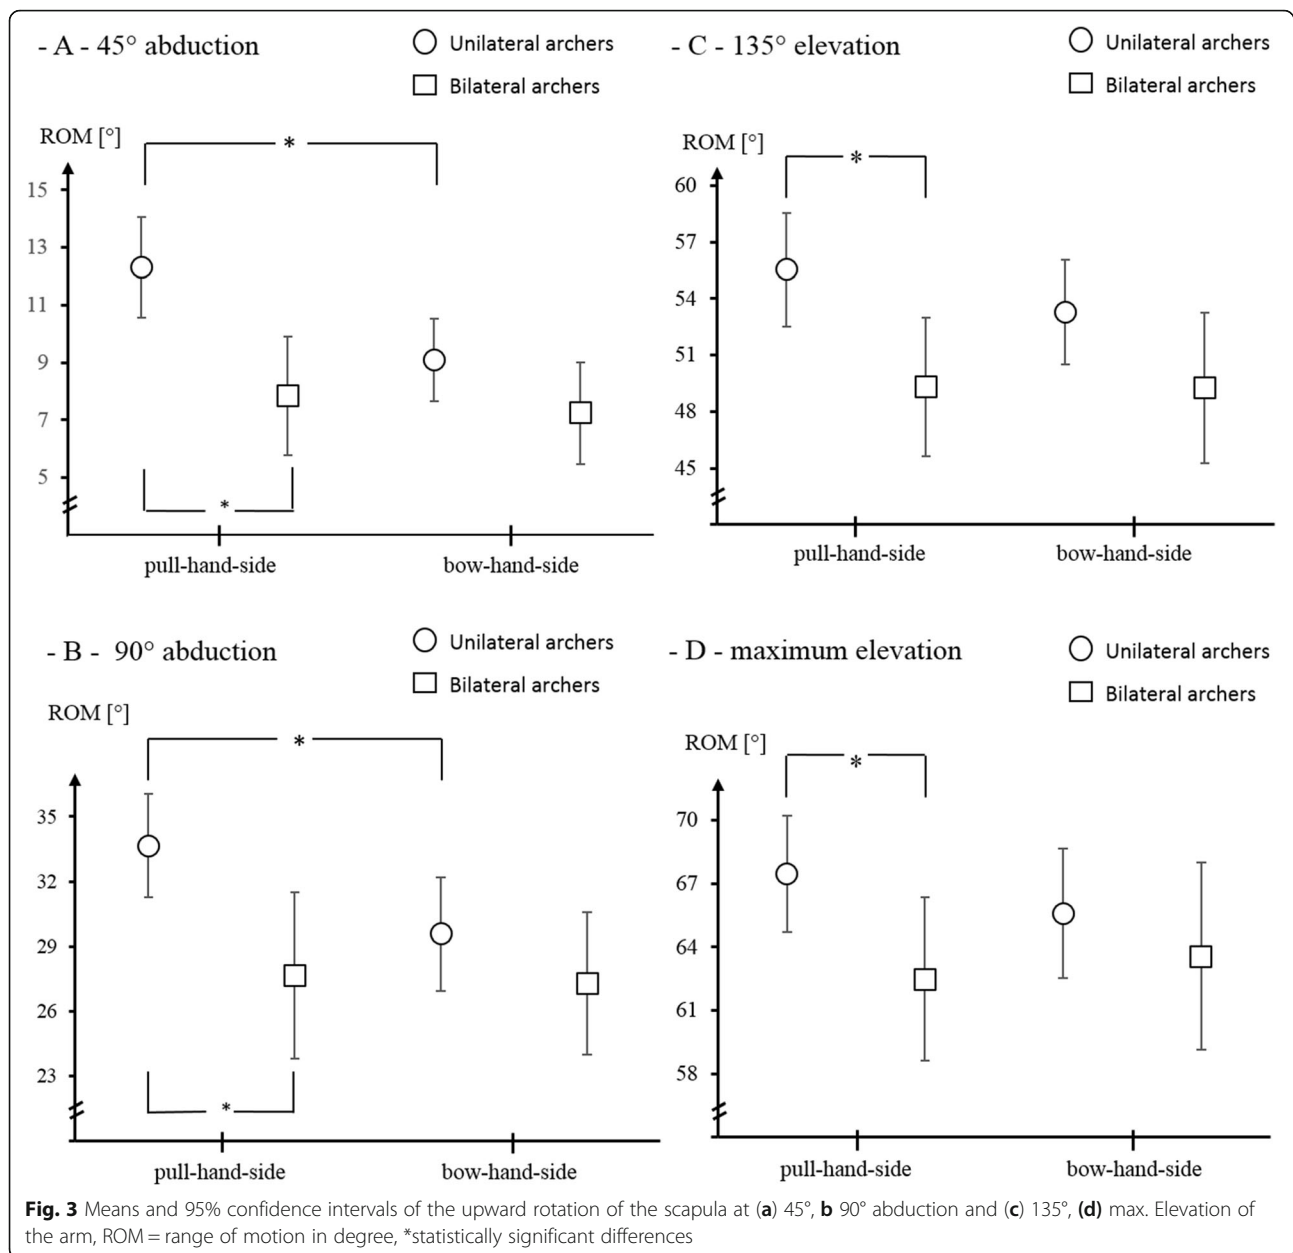 - A - 45° abduction
Unilateral archers
Bilateral archers
ROM [°]
*
15
13
11
9
7
5
*
pull-hand-side
bow-hand-side
- C - 135° elevation
Unilateral archers
Bilateral archers
ROM [°]
*
60
57
54
51
48
45
pull-hand-side
bow-hand-side
- B -  90° abduction
Unilateral archers
Bilateral archers
ROM [°]
*
35
32
29
26
23
*
pull-hand-side
bow-hand-side
- D - maximum elevation
Unilateral archers
Bilateral archers
ROM [°]
*
70
67
64
61
58
pull-hand-side
bow-hand-side
Fig. 3 Means and 95% confidence intervals of the upward rotation of the scapula at (a) 45°, b 90° abduction and (c) 135°, (d) max. Elevation of
the arm, ROM = range of motion in degree, *statistically significant differences